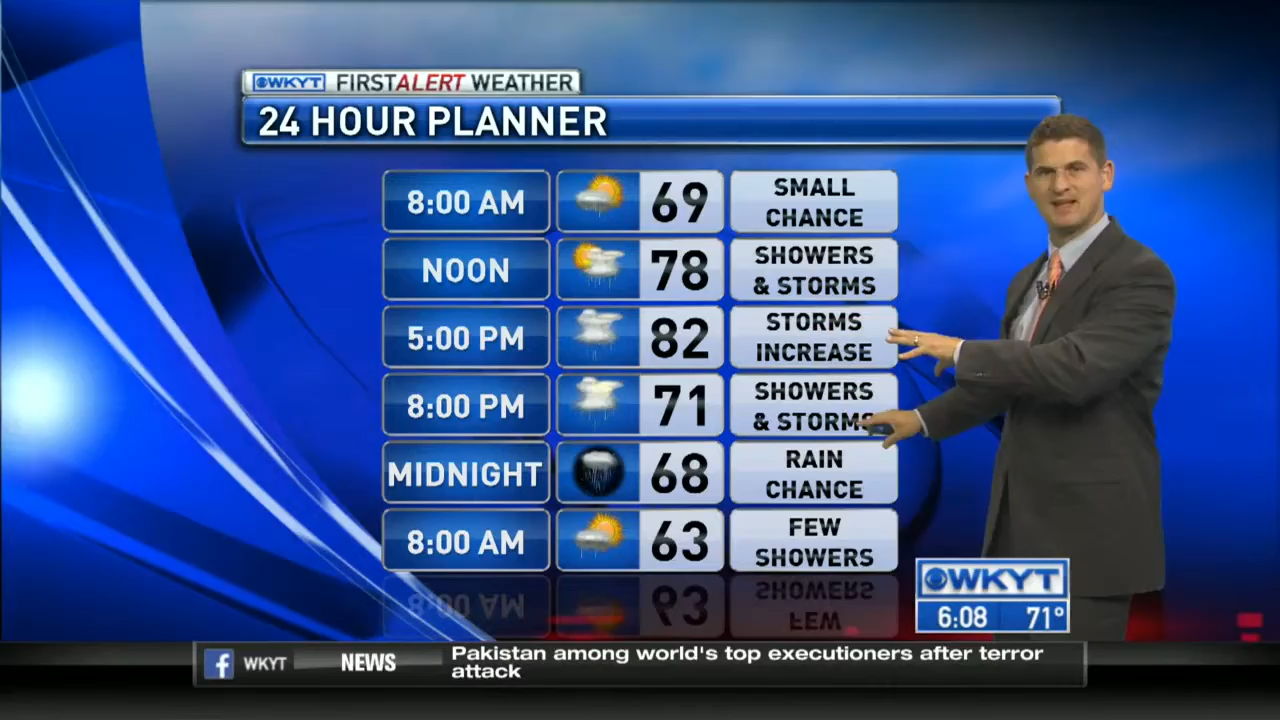 WKYT FIRSTALERT WEATHER
24 HOUR PLANNER
8:00 AM 69 SMALL CHANCE
NOON 78 SHOWERS & STORMS
5:00 PM 82 STORMS INCREASE
8:00 PM 71 SHOWERS & STORMS
MIDNIGHT 68 RAIN CHANCE
8:00 AM 63 FEW SHOWERS
WKYT
6:08 71°
f WKYT NEWS Pakistan among world's top executioners after terror
attack